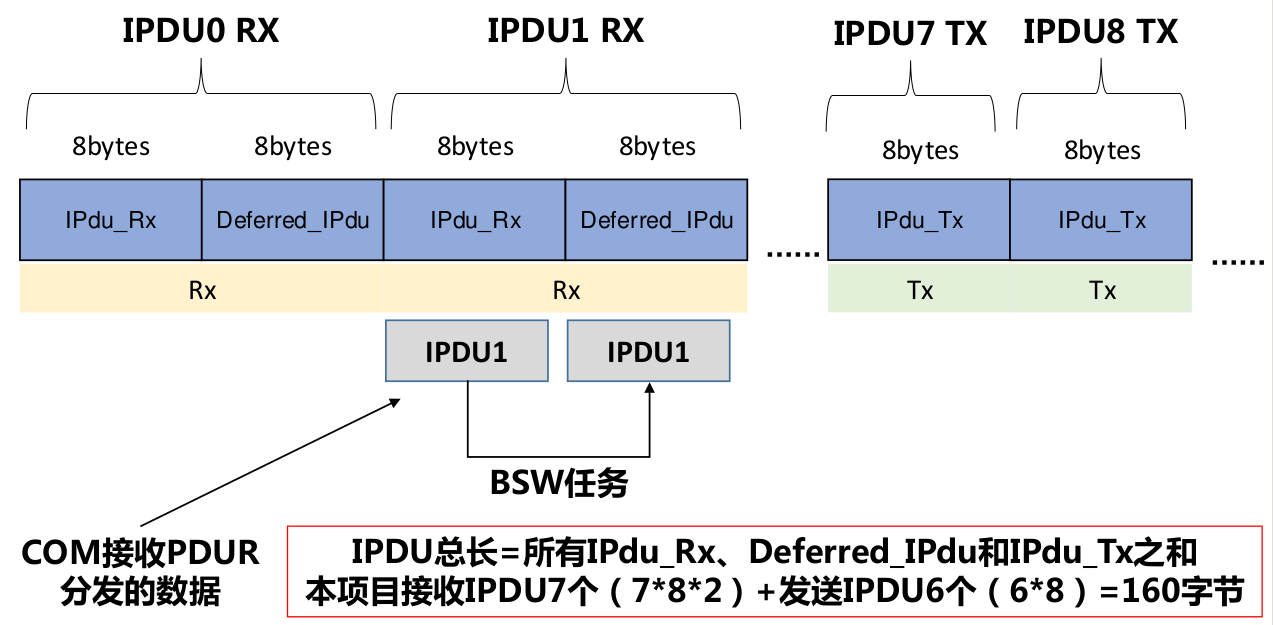 IPDU0 RX IPDU1 RX IPDU7 TX IPDU8 TX
8bytes 8bytes 8bytes 8bytes 8bytes 8bytes
IPdu_Rx Deferred_IPdu IPdu_Rx Deferred_IPdu IPdu_Tx IPdu_Tx
...... ......
Rx Rx Tx Tx
IPDU1 IPDU1
BSW任务
COM接收PDUR
分发的数据
IPDU总长=所有IPdu_Rx、Deferred_IPdu和IPdu_Tx之和
本项目接收IPDU7个（7*8*2）+发送IPDU6个（6*8）=160字节